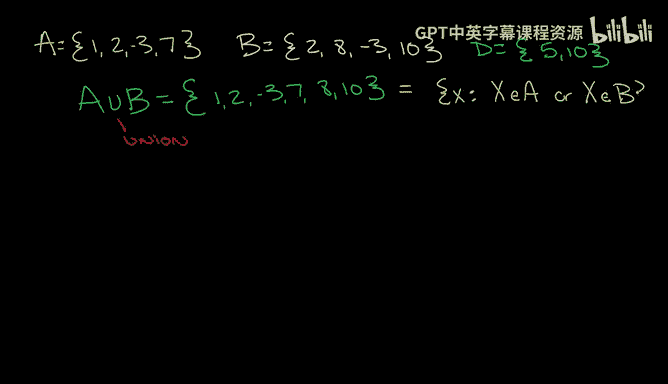 A={1,2,-3,7} B={2,8,-3,10} D={5,10}
GPT中英字幕课程资源 bilibili
A∪B={1,2,-3,7,8,10} = {x: X∈A or X∈B}
union